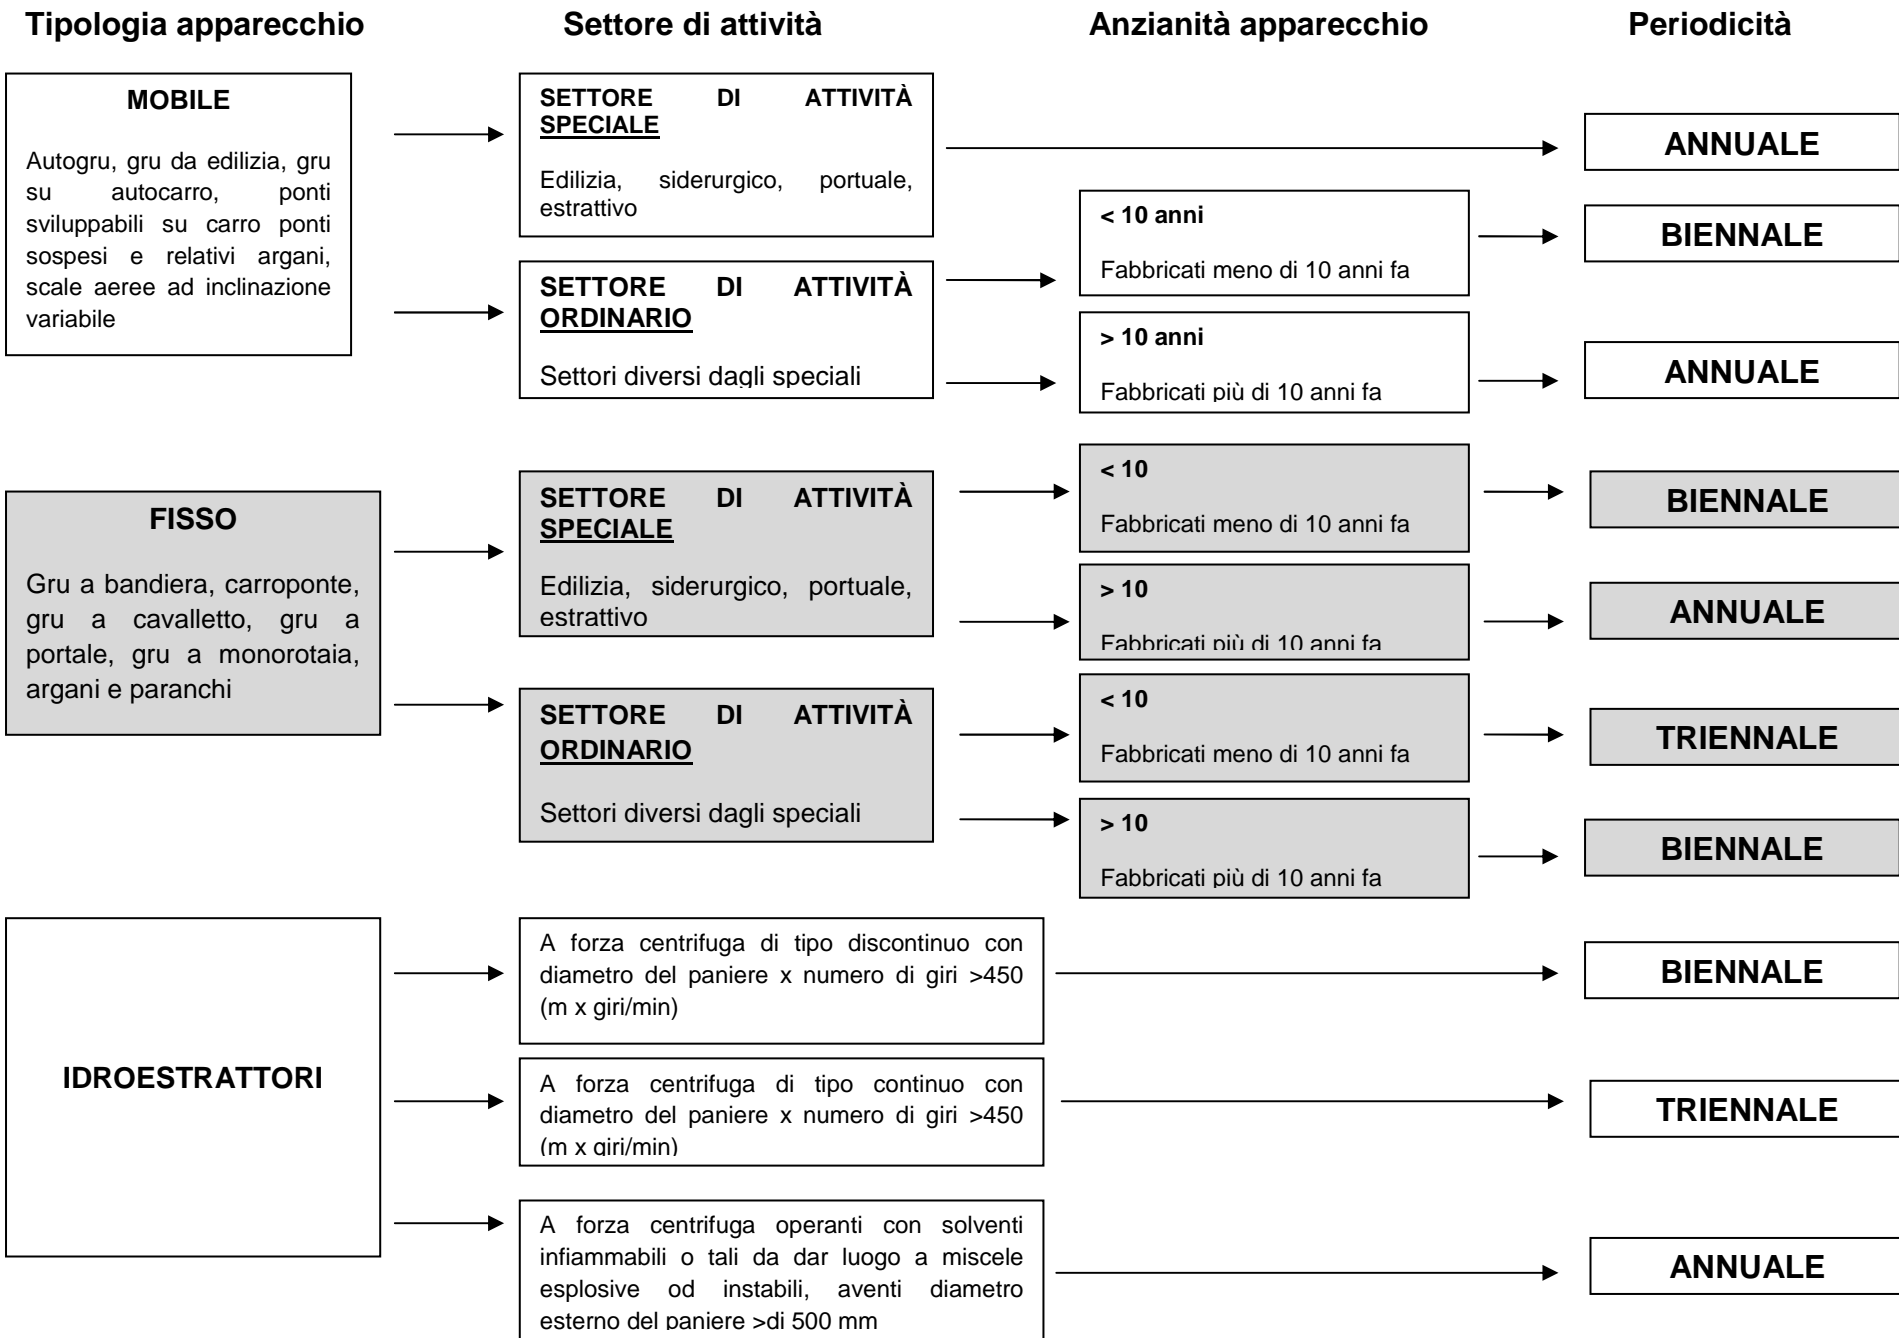 Tipologia apparecchio
Settore di attività
Anzianità apparecchio
Periodicità
MOBILE
Autogru, gru da edilizia, gru
su autocarro, ponti
sviluppabili su carro ponti
sospesi e relativi argani,
scale aeree ad inclinazione
variabile
SETTORE DI ATTIVITÀ
SPECIALE
Edilizia, siderurgico, portuale,
estrattivo
ANNUALE
SETTORE DI ATTIVITÀ
ORDINARIO
Settori diversi dagli speciali
< 10 anni
Fabbricati meno di 10 anni fa
BIENNALE
> 10 anni
Fabbricati più di 10 anni fa
ANNUALE
FISSO
Gru a bandiera, carroponte,
gru a cavalletto, gru a
portale, gru a monorotaia,
argani e paranchi
SETTORE DI ATTIVITÀ
SPECIALE
Edilizia, siderurgico, portuale,
estrattivo
< 10
Fabbricati meno di 10 anni fa
BIENNALE
> 10
Fabbricati più di 10 anni fa
ANNUALE
SETTORE DI ATTIVITÀ
ORDINARIO
Settori diversi dagli speciali
< 10
Fabbricati meno di 10 anni fa
TRIENNALE
> 10
Fabbricati più di 10 anni fa
BIENNALE
IDROESTRATTORI
A forza centrifuga di tipo discontinuo con
diametro del paniere x numero di giri >450
(m x giri/min)
BIENNALE
A forza centrifuga di tipo continuo con
diametro del paniere x numero di giri >450
(m x giri/min)
TRIENNALE
A forza centrifuga operanti con solventi
infiammabili o tali da dar luogo a miscele
esplosive od instabili, aventi diametro
esterno del paniere >di 500 mm
ANNUALE